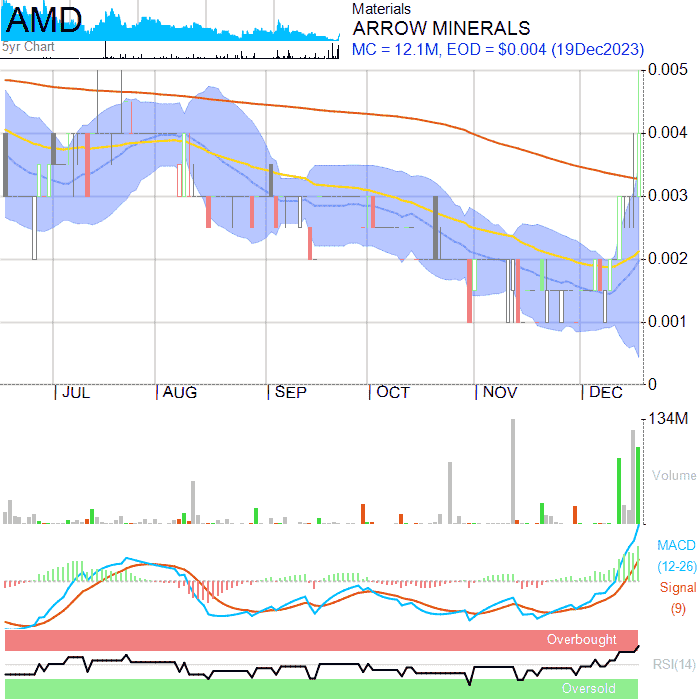 AMD
5yr Chart
Materials
ARROW MINERALS
MC = 12.1M, EOD = $0.004 (19Dec2023)
0.005
0.004
0.003
0.002
0.001
0
JUL AUG SEP OCT NOV DEC
134M
Volume
MACD
(12-26)
Signal
(9)
Overbought
RSI(14)
Oversold